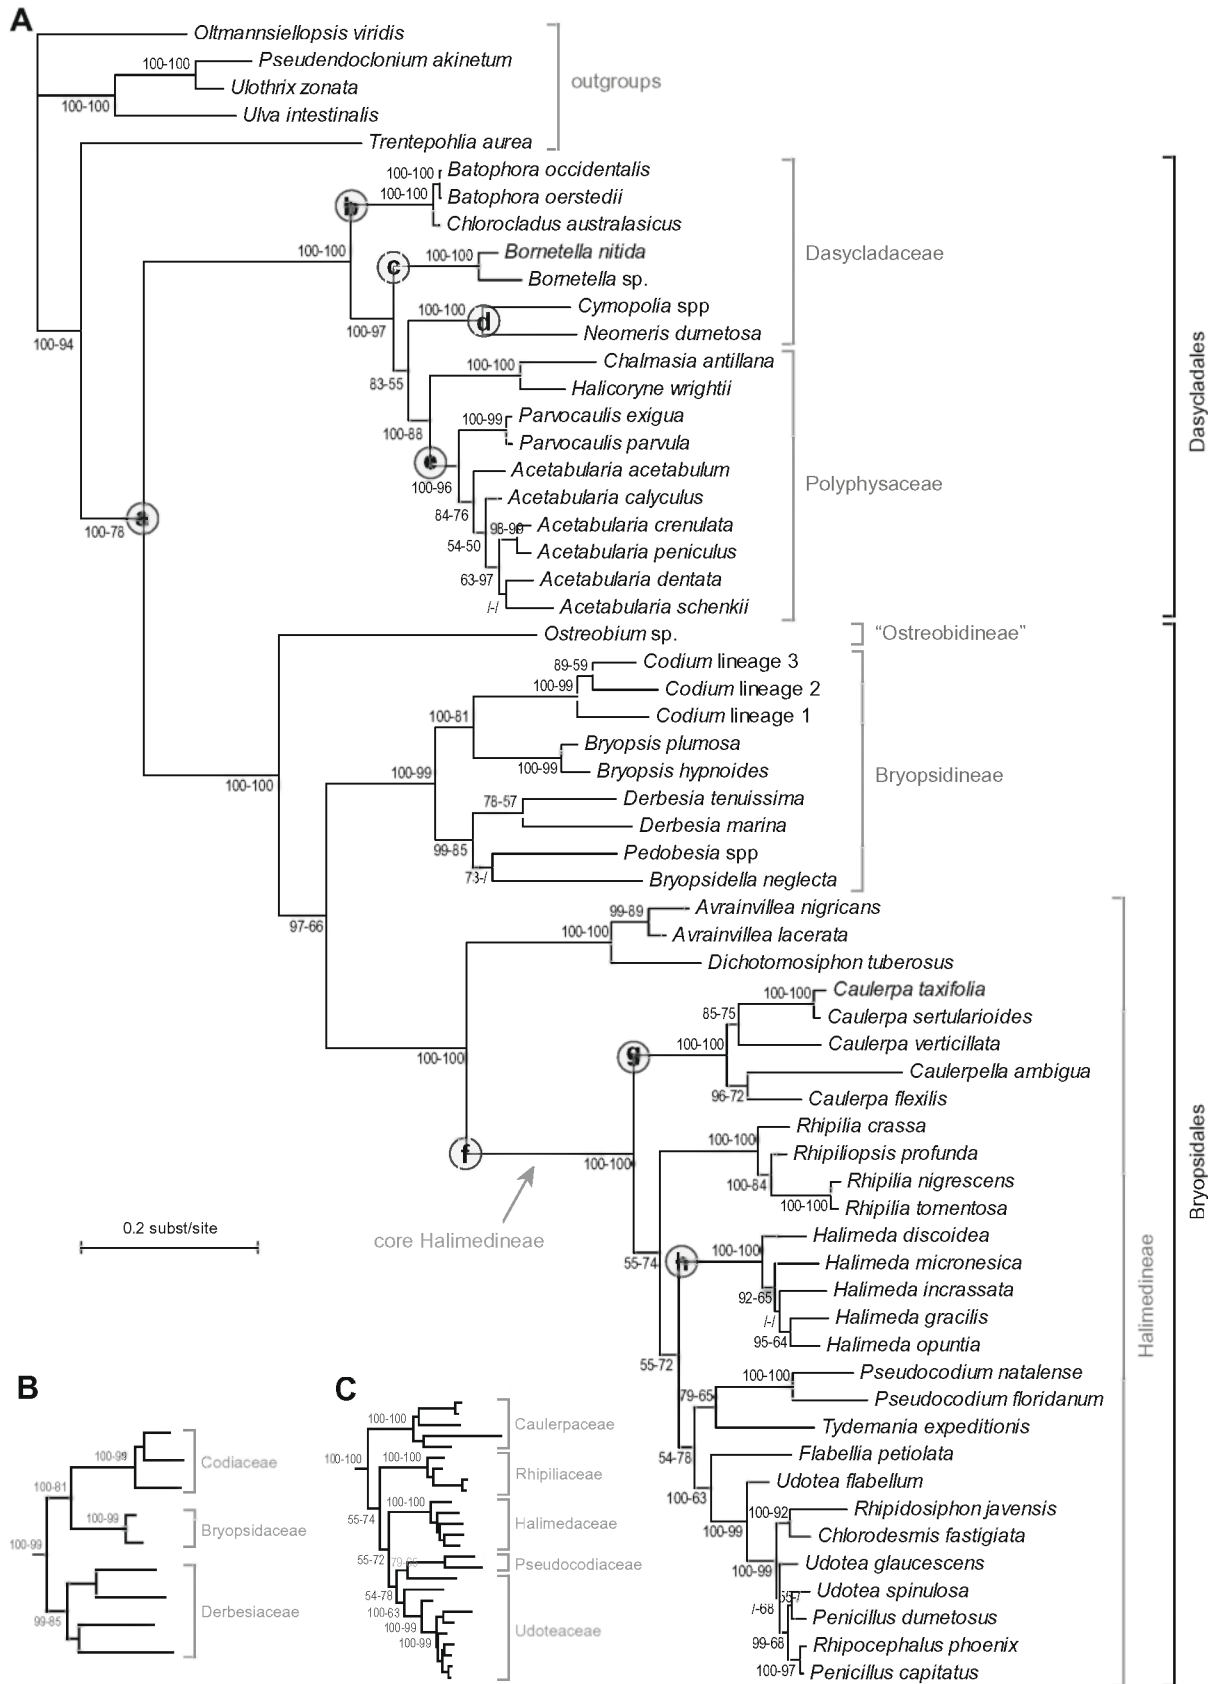 A
Oltmannsiellopsis viridis
100-100
Pseudendoclonium akinetum
outgroups
Ulothrix zonata
100-100
Ulva intestinalis
Trentepohlia aurea
100-100
Batophora occidentalis
100-100
Batophora oerstedii
b
Chlorocladus australasicus
100-100
100-100
Bornetella nitida
Dasycladaceae
c
Bornetella sp.
100-100
Cymopolia spp
d
100-97
Neomeris dumetosa
100-94
Chalmasia antillana
100-100
83-55
Halicoryne wrightii
Dasycladales
100-99
Parvocaulis exigua
100-88
Parvocaulis parvula
e
Acetabularia acetabulum
100-96
Polyphysaceae
Acetabularia calyculus
84-76
98-99
Acetabularia crenulata
a
100-78
54-50
Acetabularia peniculus
63-97
Acetabularia dentata
/-/
Acetabularia schenkii
Ostreobium sp.
“Ostreobidineae”
89-59
Codium lineage 3
100-99
Codium lineage 2
100-81
Codium lineage 1
Bryopsis plumosa
100-99
100-99
Bryopsis hypnoides
Bryopsidineae
100-100
78-57
Derbesia tenuissima
Derbesia marina
99-85
Pedobesia spp
73-/
Bryopsidella neglecta
99-89
Avrainvillea nigricans
97-66
100-100
Avrainvillea lacerata
Dichotomosiphon tuberosus
100-100
Caulerpa taxifolia
85-75
Caulerpa sertularioides
100-100
Caulerpa verticillata
g
100-100
Caulerpella ambigua
96-72
Caulerpa flexilis
Rhipilia crassa
100-100
Bryopsidales
f
100-100
Rhipiliopsis profunda
100-84
Rhipilia nigrescens
100-100
Rhipilia tomentosa
0.2 subst/site
core Halimedineae
Halimeda discoidea
100-100
55-74
h
Halimeda micronesica
92-65
Halimeda incrassata
Halimedineae
/-/
Halimeda gracilis
95-64
Halimeda opuntia
55-72
100-100
Pseudocodium natalense
79-65
Pseudocodium floridanum
Tydemania expeditionis
54-78
Flabellia petiolata
Udotea flabellum
100-63
100-92
Rhipidosiphon javensis
100-99
Chlorodesmis fastigiata
100-99
Udotea glaucescens
55-/
Udotea spinulosa
/-68
Penicillus dumetosus
99-68
Rhipocephalus phoenix
100-97
Penicillus capitatus
B
100-99
Codiaceae
100-81
100-99
Bryopsidaceae
100-99
99-85
Derbesiaceae
C
100-100
Caulerpaceae
100-100
100-100
Rhipiliaceae
100-100
55-74
Halimedaceae
55-72
79-65
Pseudocodiaceae
54-78
100-63
100-99
Udoteaceae
100-99